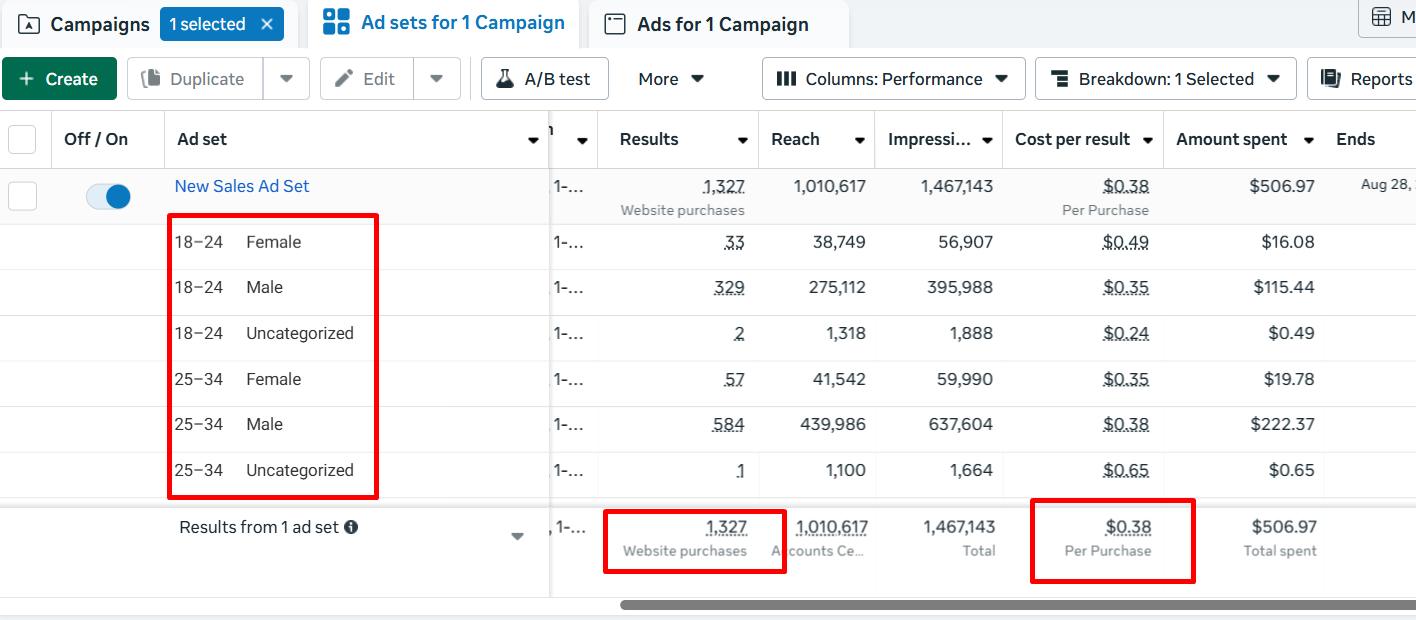 Campaigns 1 selected × Ad sets for 1 Campaign Ads for 1 Campaign M
+ Create Duplicate Edit A/B test More Columns: Performance Breakdown: 1 Selected Reports
Off / On Ad set n Results Reach Impressi... Cost per result Amount spent Ends
New Sales Ad Set , 1-... 1,327 1,010,617 1,467,143 $0.38 $506.97 Aug 28,
Website purchases Per Purchase
18–24 Female , 1-... 33 38,749 56,907 $0.49 $16.08
18–24 Male , 1-... 329 275,112 395,988 $0.35 $115.44
18–24 Uncategorized , 1-... 2 1,318 1,888 $0.24 $0.49
25–34 Female , 1-... 57 41,542 59,990 $0.35 $19.78
25–34 Male , 1-... 584 439,986 637,604 $0.38 $222.37
25–34 Uncategorized , 1-... 1 1,100 1,664 $0.65 $0.65
Results from 1 ad set , 1-... 1,327 1,010,617 1,467,143 $0.38 $506.97
Website purchases Accounts Ce... Total Per Purchase Total spent